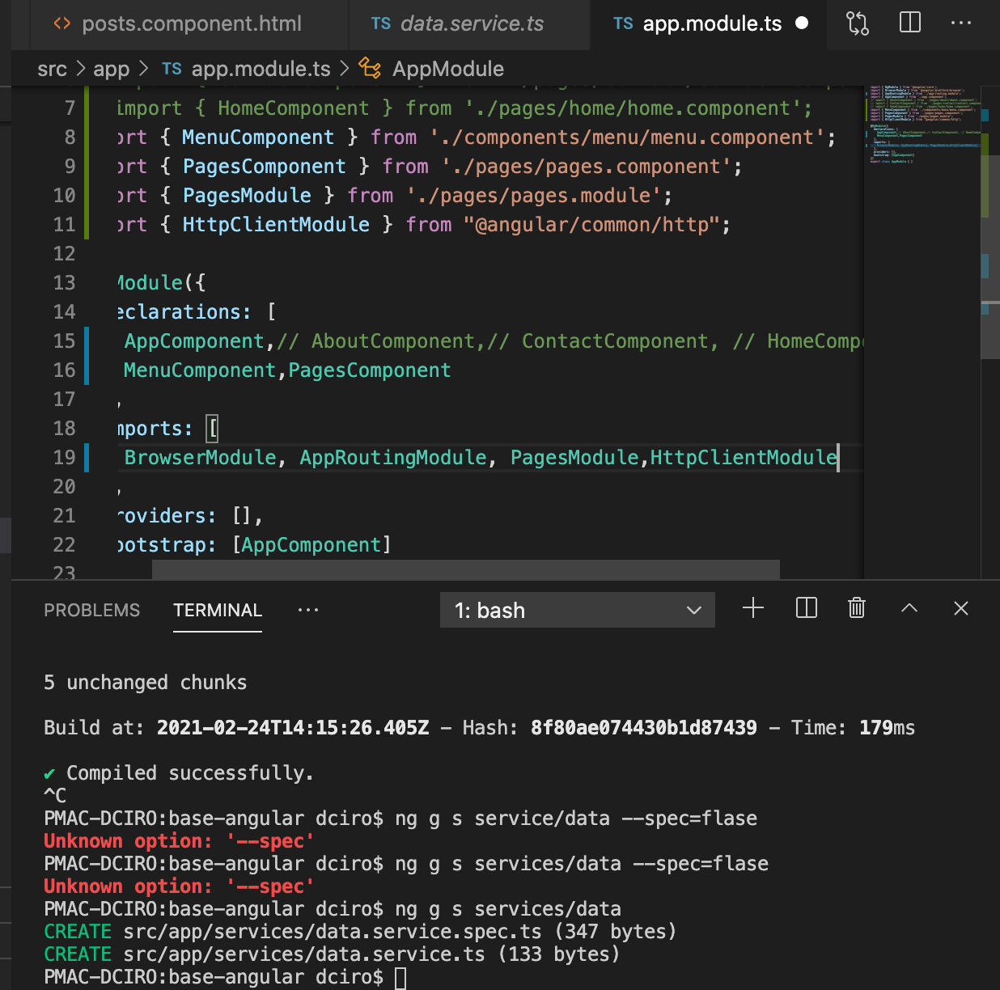 <> posts.component.html TS data.service.ts TS app.module.ts
src > app > TS app.module.ts > AppModule
7 import { HomeComponent } from './pages/home/home.component';
8 ort { MenuComponent } from './components/menu/menu.component';
9 ort { PagesComponent } from './pages/pages.component';
10 ort { PagesModule } from './pages/pages.module';
11 ort { HttpClientModule } from "@angular/common/http";
12
13 Module({
14 eclarations: [
15 AppComponent,// AboutComponent,// ContactComponent, // HomeCompo
16 MenuComponent,PagesComponent
17 ,
18 mports: [
19 BrowserModule, AppRoutingModule, PagesModule,HttpClientModule
20 ,
21 roviders: [],
22 ootstrap: [AppComponent]
23
PROBLEMS TERMINAL ... 1: bash
5 unchanged chunks
Build at: 2021-02-24T14:15:26.405Z - Hash: 8f80ae074430b1d87439 - Time: 179ms
✔ Compiled successfully.
^C
PMAC-DCIRO:base-angular dciro$ ng g s service/data --spec=flase
Unknown option: '--spec'
PMAC-DCIRO:base-angular dciro$ ng g s services/data --spec=flase
Unknown option: '--spec'
PMAC-DCIRO:base-angular dciro$ ng g s services/data
CREATE src/app/services/data.service.spec.ts (347 bytes)
CREATE src/app/services/data.service.ts (133 bytes)
PMAC-DCIRO:base-angular dciro$